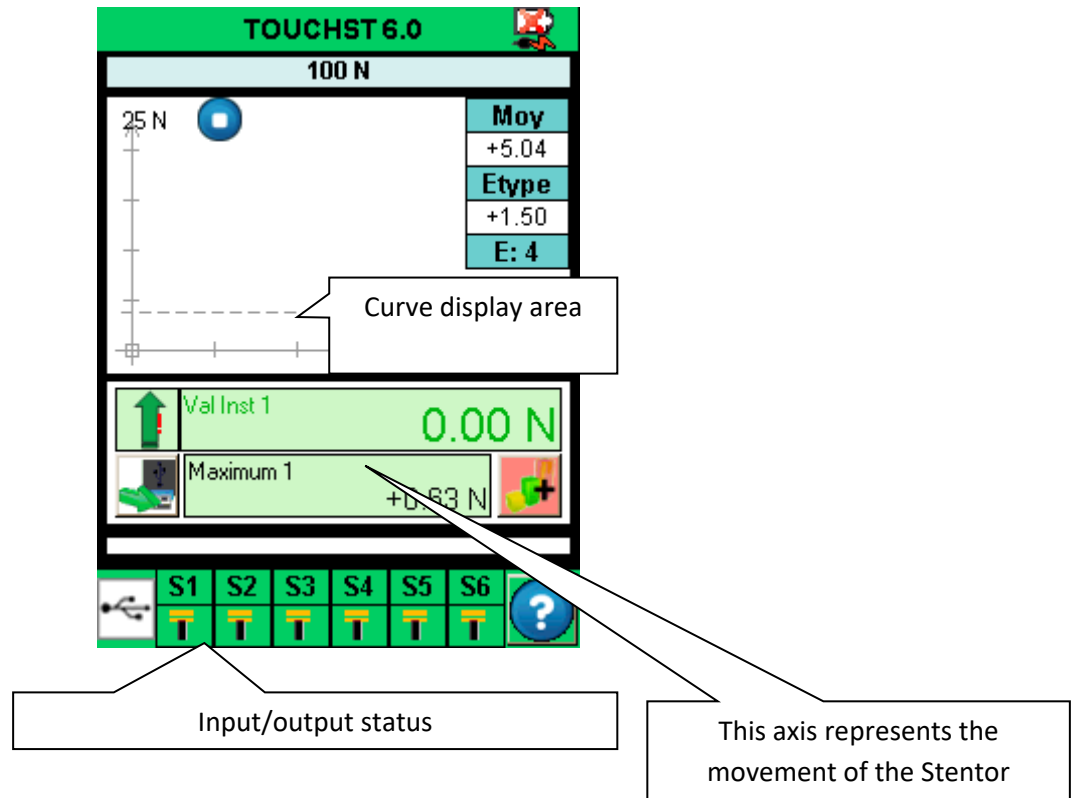 TOUCHST 6.0
100 N
25 N
Moy
+5.04
Etype
+1.50
E: 4
Curve display area
Val Inst 1
0.00 N
Maximum 1
+0.63 N
S1 S2 S3 S4 S5 S6
?
Input/output status
This axis represents the
movement of the Stentor